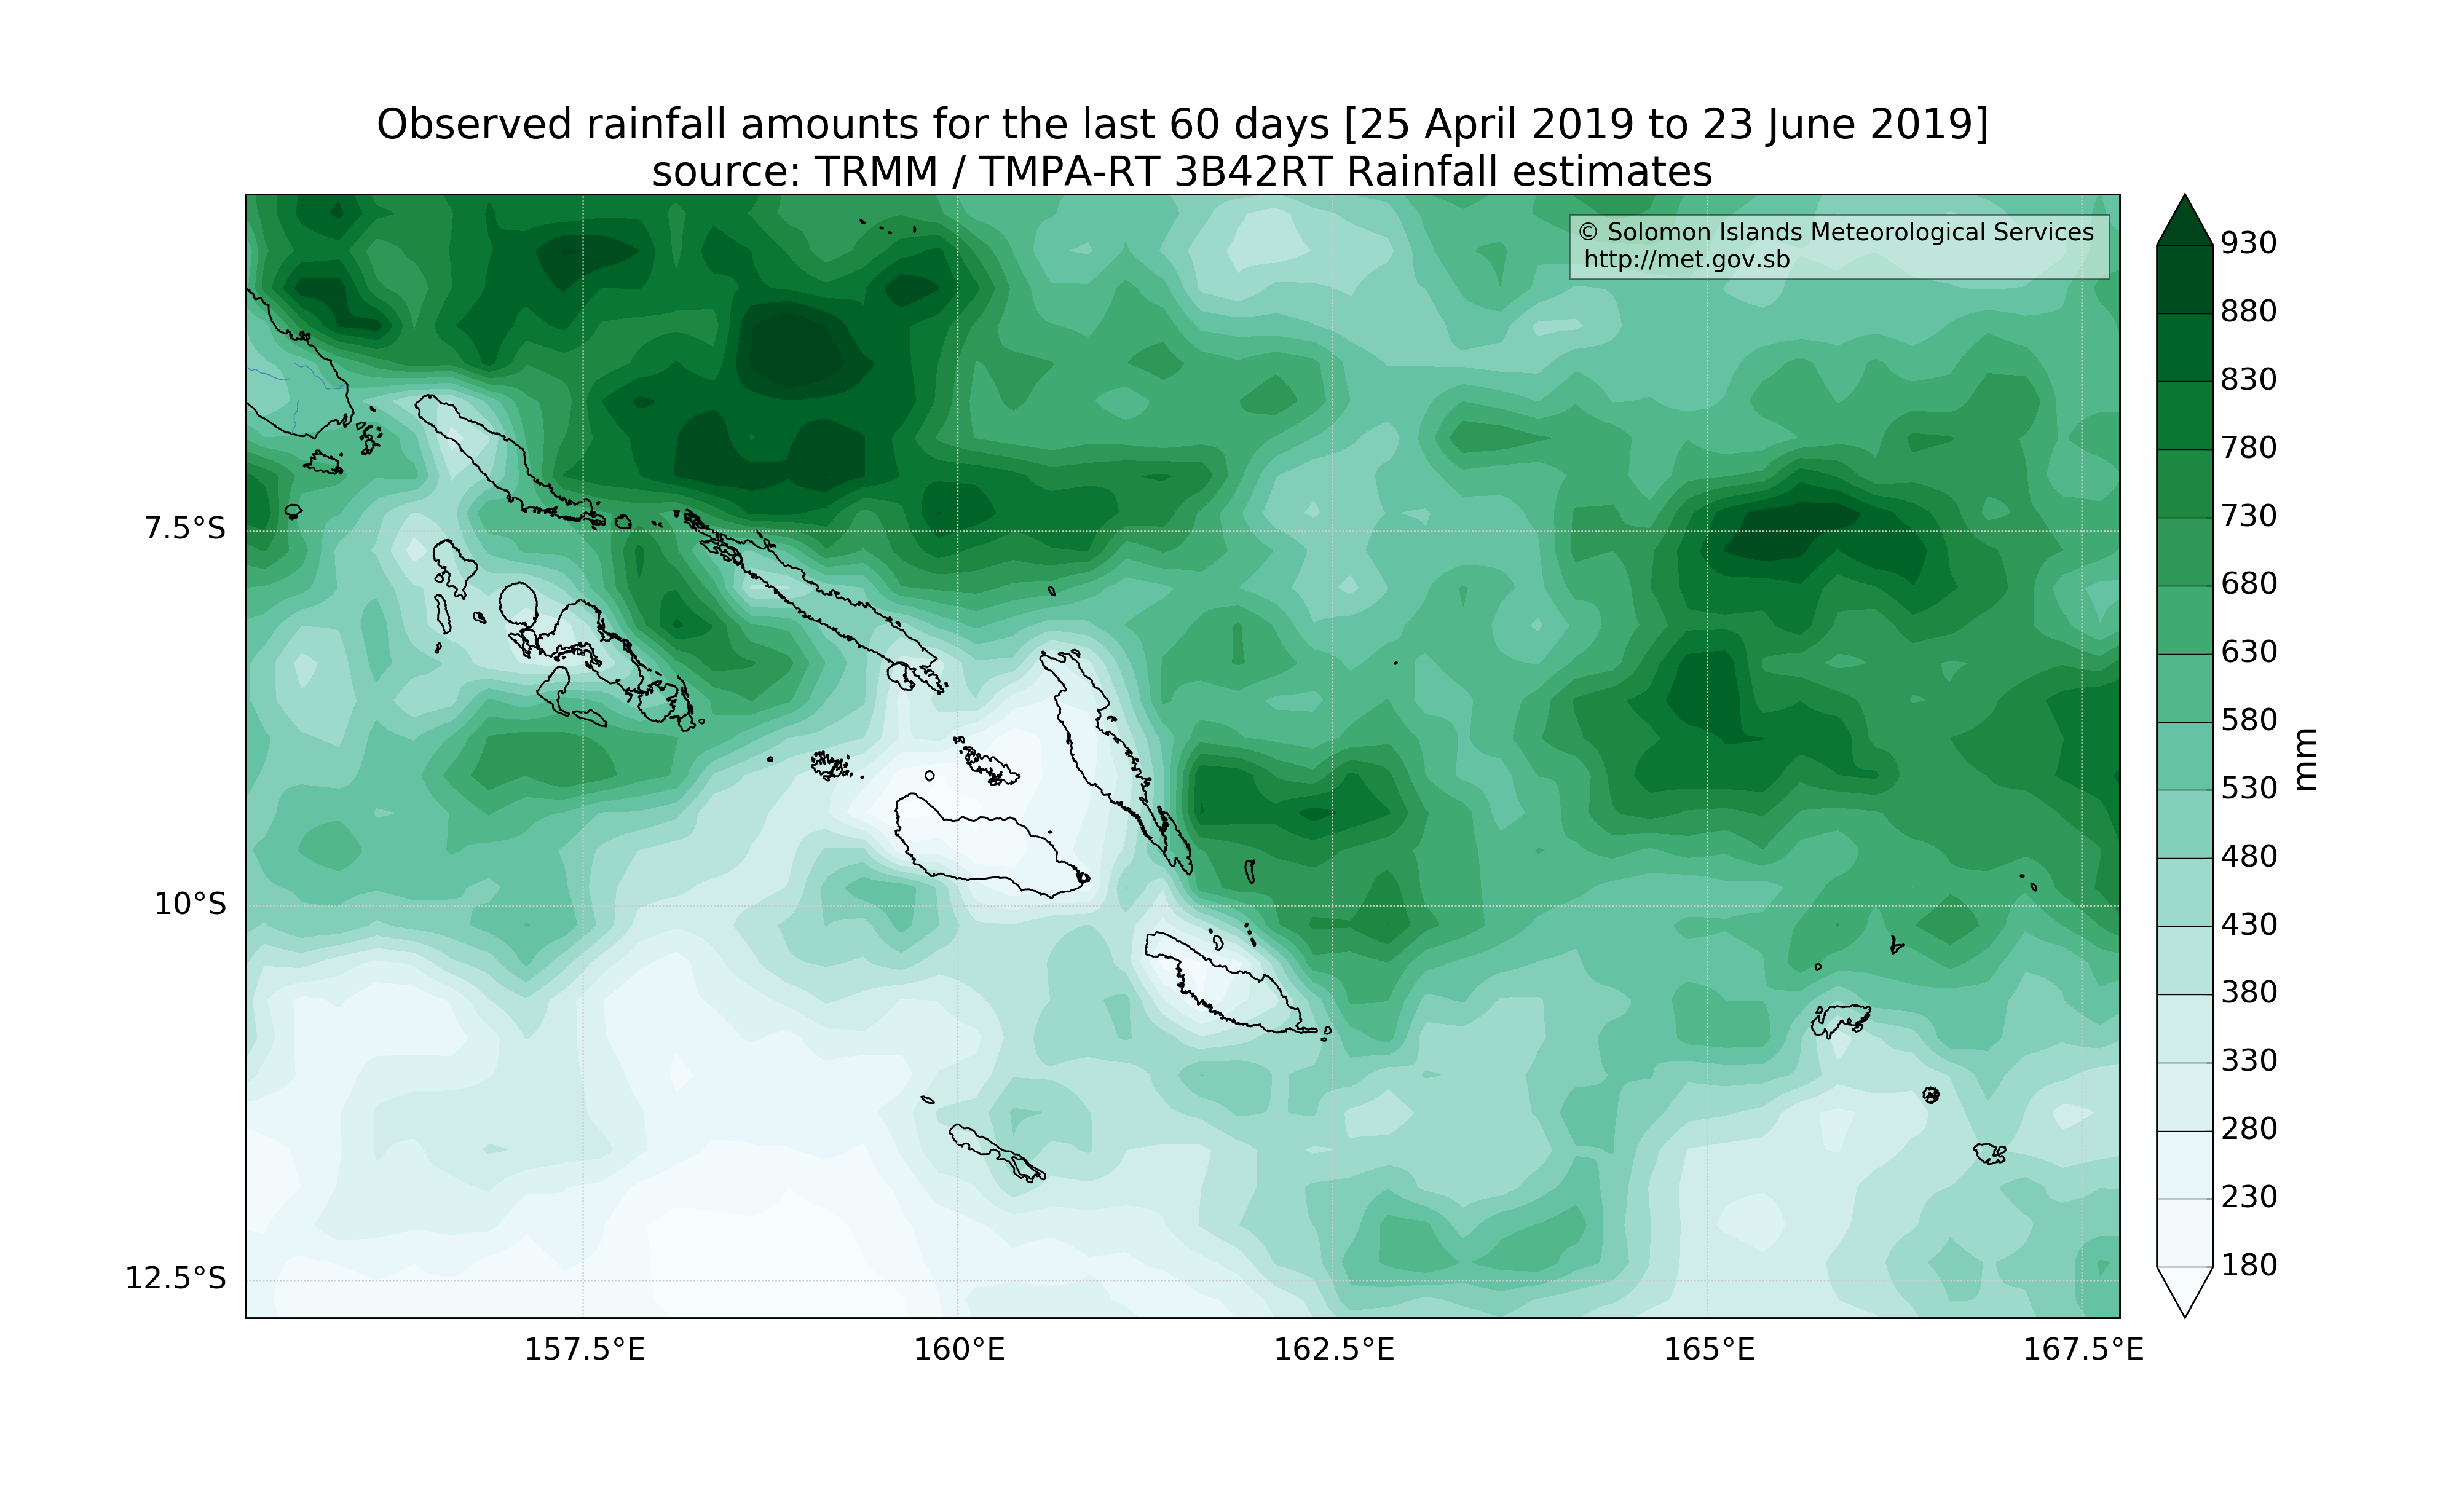 Observed rainfall amounts for the last 60 days [25 April 2019 to 23 June 2019]
source: TRMM / TMPA-RT 3B42RT Rainfall estimates
© Solomon Islands Meteorological Services
http://met.gov.sb
7.5°S
10°S
12.5°S
157.5°E
160°E
162.5°E
165°E
167.5°E
930
880
830
780
730
680
630
580
530
480
430
380
330
280
230
180
mm